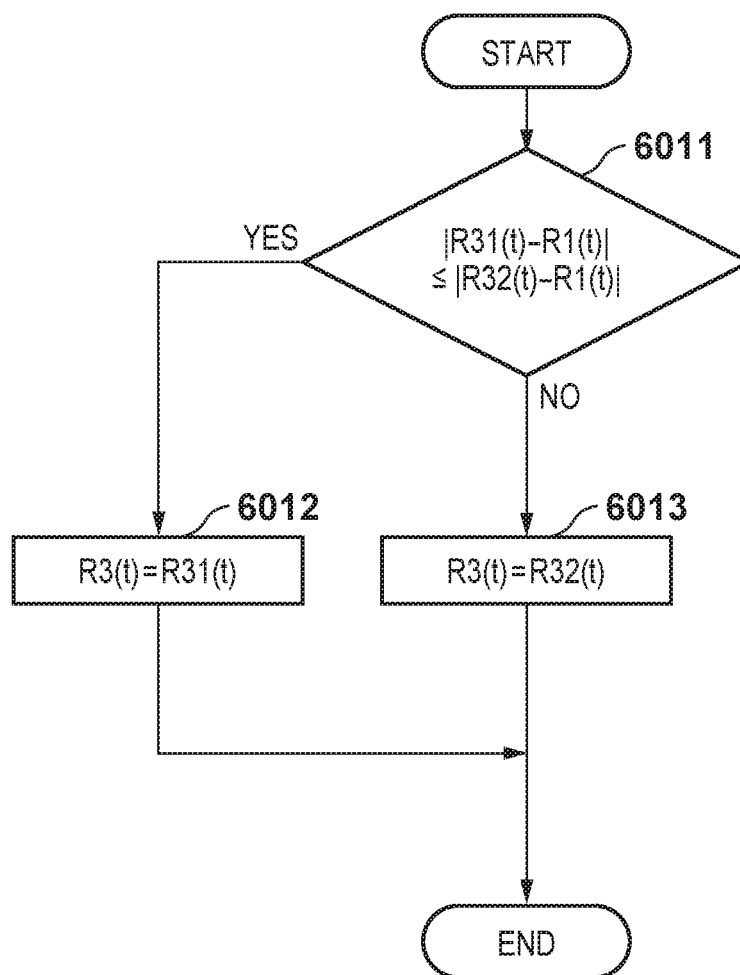 START
6011
YES
|R31(t)−R1(t)|
≤ |R32(t)−R1(t)|
NO
6012
6013
R3(t)=R31(t)
R3(t)=R32(t)
END